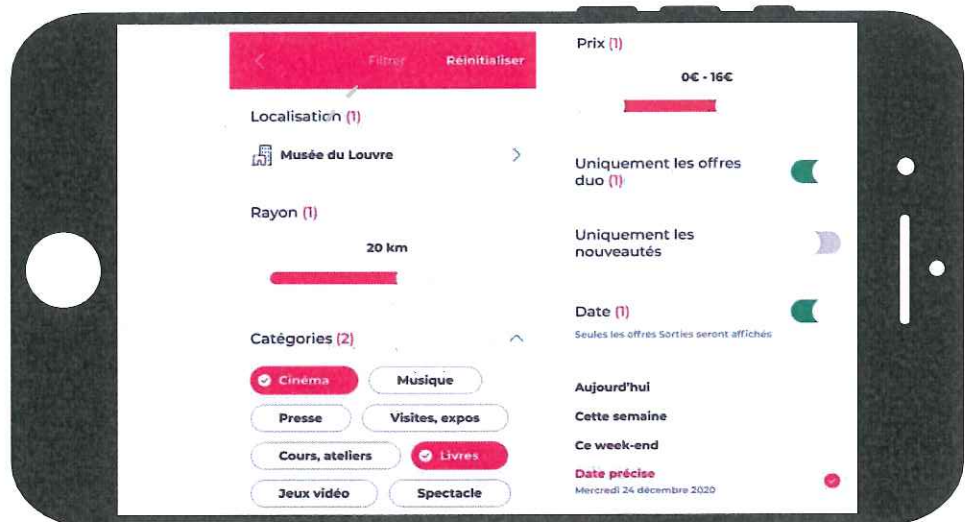 Filtrer Réinitialiser
Localisation (1)
Musée du Louvre
Rayon (1)
20 km
Catégories (2)
Cinéma Musique
Presse Visites, expos
Cours, ateliers Livres
Jeux vidéo Spectacle
Prix (1)
0€ - 16€
Uniquement les offres
duo (1)
Uniquement les
nouveautés
Date (1)
Seules les offres Sorties seront affichés
Aujourd'hui
Cette semaine
Ce week-end
Date précise
Mercredi 24 décembre 2020